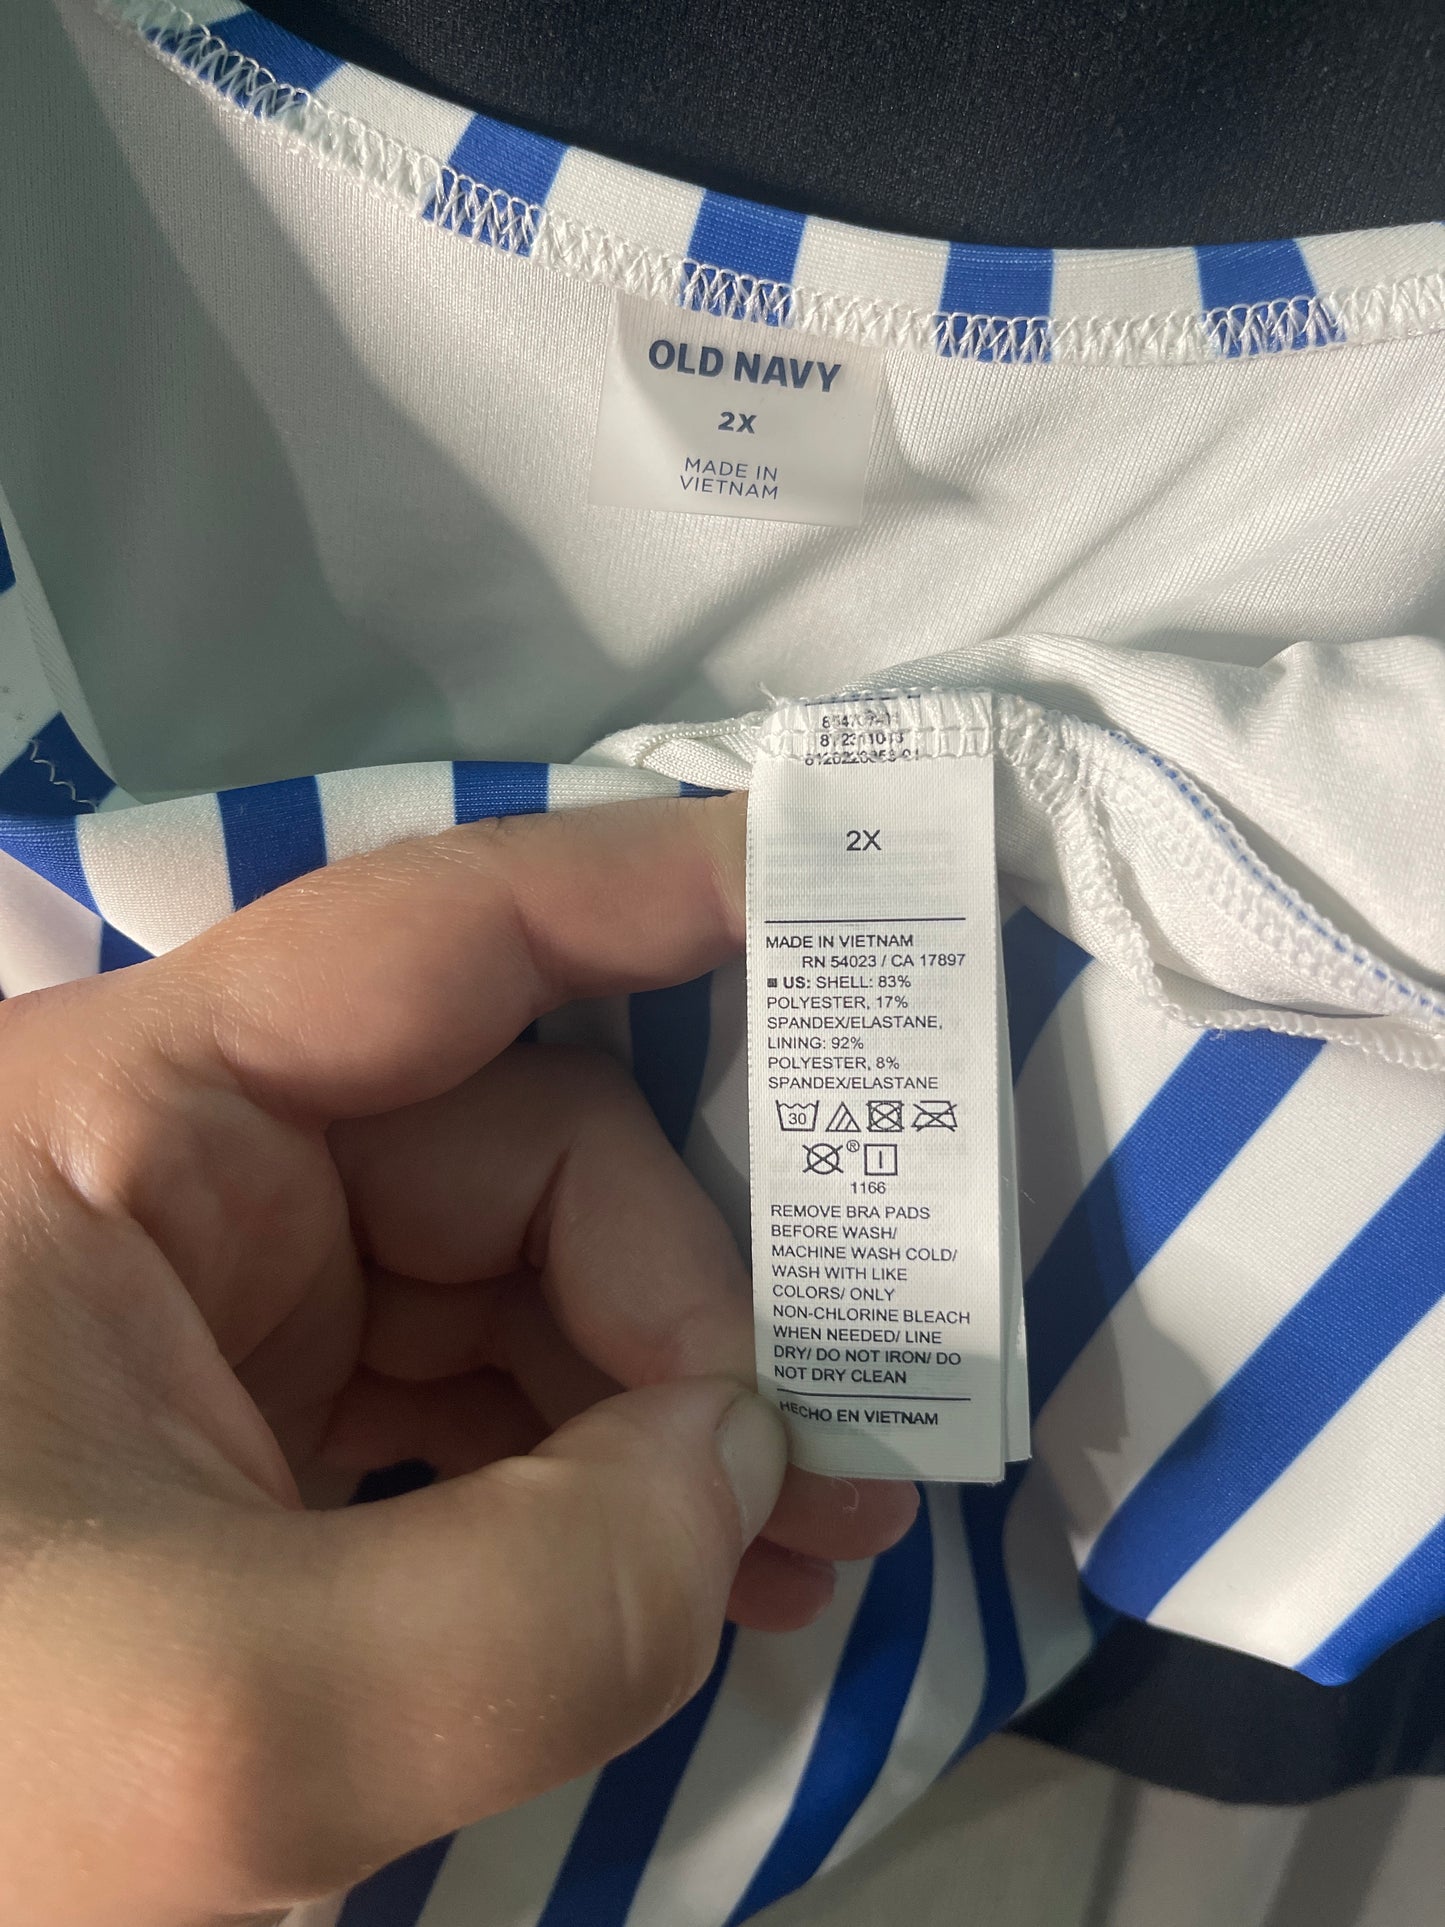 OLD NAVY
2X
MADE IN
VIETNAM
2X
MADE IN VIETNAM
RN 54023 / CA 17897
US: SHELL: 83%
POLYESTER, 17%
SPANDEX/ELASTANE,
LINING: 92%
POLYESTER, 8%
SPANDEX/ELASTANE
30
®
1166
REMOVE BRA PADS
BEFORE WASH/
MACHINE WASH COLD/
WASH WITH LIKE
COLORS/ ONLY
NON-CHLORINE BLEACH
WHEN NEEDED/ LINE
DRY/ DO NOT IRON/ DO
NOT DRY CLEAN
HECHO EN VIETNAM